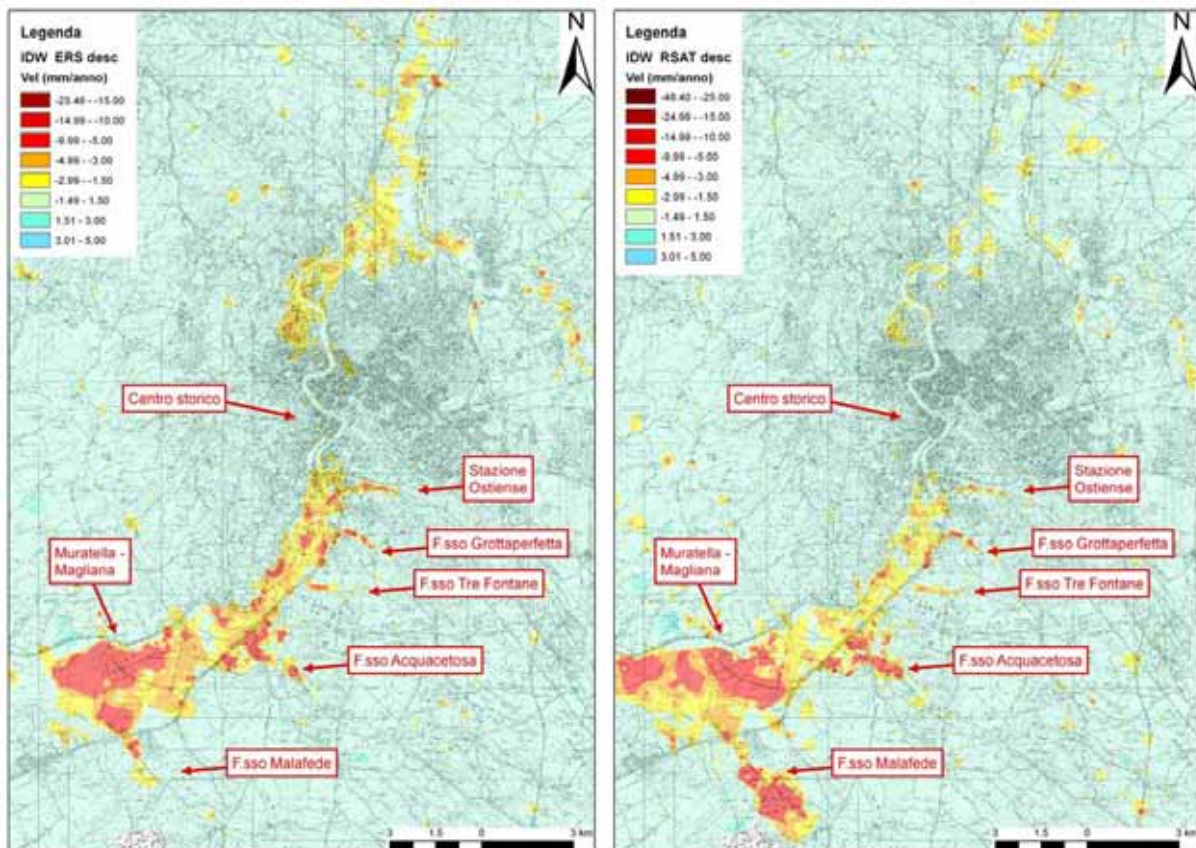 Legenda
IDW ERS desc
Vel (mm/anno)
-23.46 - -15.00
-14.99 - -10.00
-9.99 - -5.00
-4.99 - -3.00
-2.99 - -1.50
-1.49 - 1.50
1.51 - 3.00
3.01 - 5.00
N
Centro storico
Stazione
Ostiense
F.sso Grottaperfetta
Muratella -
Magliana
F.sso Tre Fontane
F.sso Acquacetosa
F.sso Malafede
3 1.5 0 3 km
Legenda
IDW RSAT desc
Vel (mm/anno)
-48.40 - -25.00
-24.99 - -15.00
-14.99 - -10.00
-9.99 - -5.00
-4.99 - -3.00
-2.99 - -1.50
-1.49 - 1.50
1.51 - 3.00
3.01 - 5.00
N
Centro storico
Stazione
Ostiense
F.sso Grottaperfetta
Muratella -
Magliana
F.sso Tre Fontane
F.sso Acquacetosa
F.sso Malafede
3 1.5 0 3 km